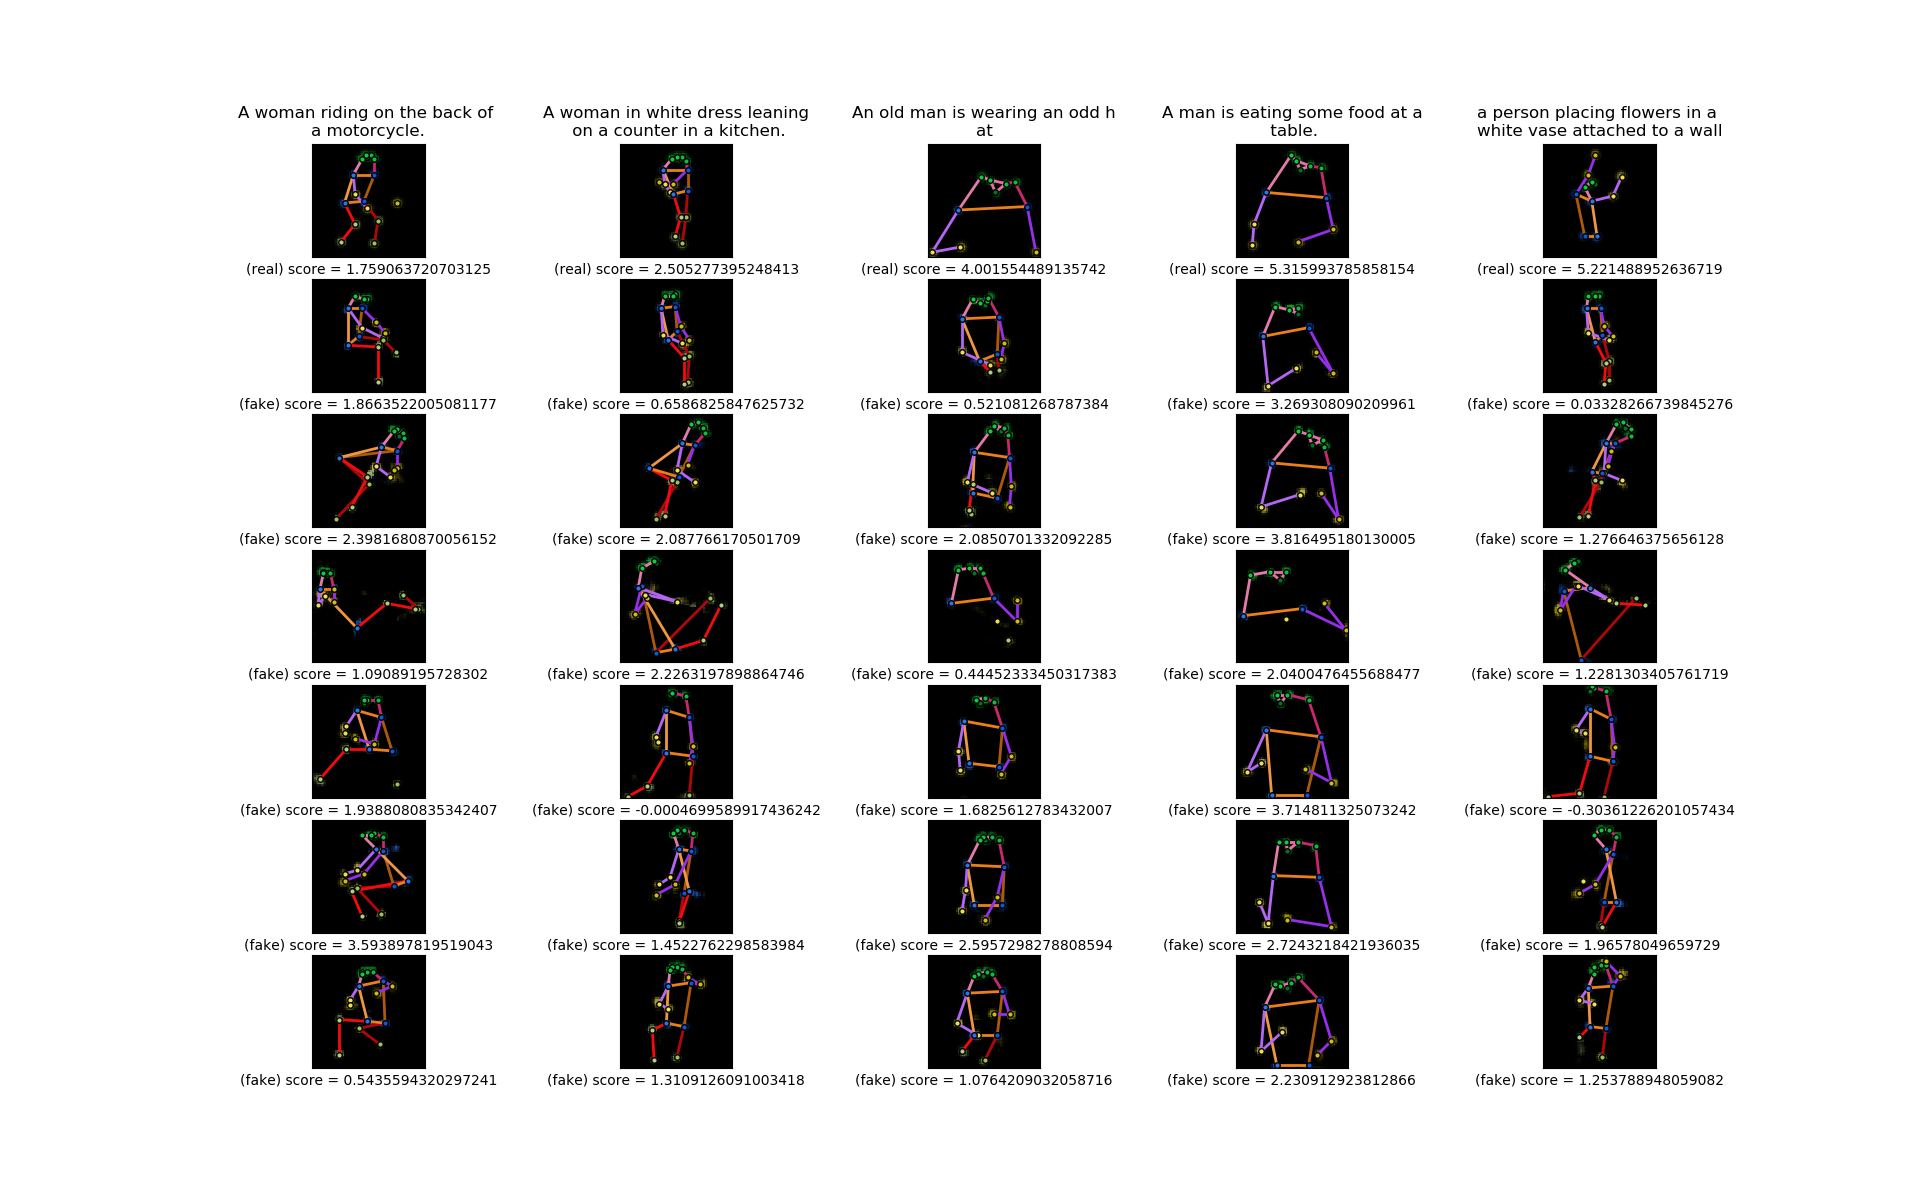 A woman riding on the back of
a motorcycle.
A woman in white dress leaning
on a counter in a kitchen.
An old man is wearing an odd h
at
A man is eating some food at a
table.
a person placing flowers in a
white vase attached to a wall
(real) score = 1.759063720703125
(real) score = 2.505277395248413
(real) score = 4.001554489135742
(real) score = 5.315993785858154
(real) score = 5.221488952636719
(fake) score = 1.8663522005081177
(fake) score = 0.6586825847625732
(fake) score = 0.521081268787384
(fake) score = 3.269308090209961
(fake) score = 0.03328266739845276
(fake) score = 2.3981680870056152
(fake) score = 2.087766170501709
(fake) score = 2.0850701332092285
(fake) score = 3.816495180130005
(fake) score = 1.276646375656128
(fake) score = 1.09089195728302
(fake) score = 2.2263197898864746
(fake) score = 0.44452333450317383
(fake) score = 2.0400476455688477
(fake) score = 1.2281303405761719
(fake) score = 1.9388080835342407
(fake) score = -0.0004699589917436242
(fake) score = 1.6825612783432007
(fake) score = 3.714811325073242
(fake) score = -0.30361226201057434
(fake) score = 3.593897819519043
(fake) score = 1.4522762298583984
(fake) score = 2.5957298278808594
(fake) score = 2.7243218421936035
(fake) score = 1.96578049659729
(fake) score = 0.5435594320297241
(fake) score = 1.3109126091003418
(fake) score = 1.0764209032058716
(fake) score = 2.230912923812866
(fake) score = 1.253788948059082